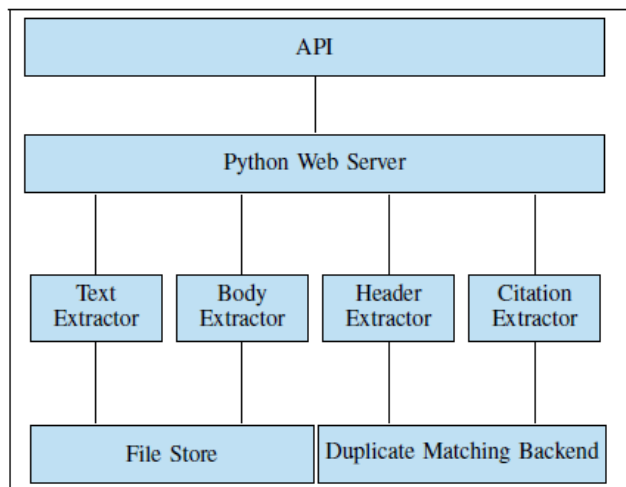 API
Python Web Server
Text
Extractor
Body
Extractor
Header
Extractor
Citation
Extractor
File Store
Duplicate Matching Backend